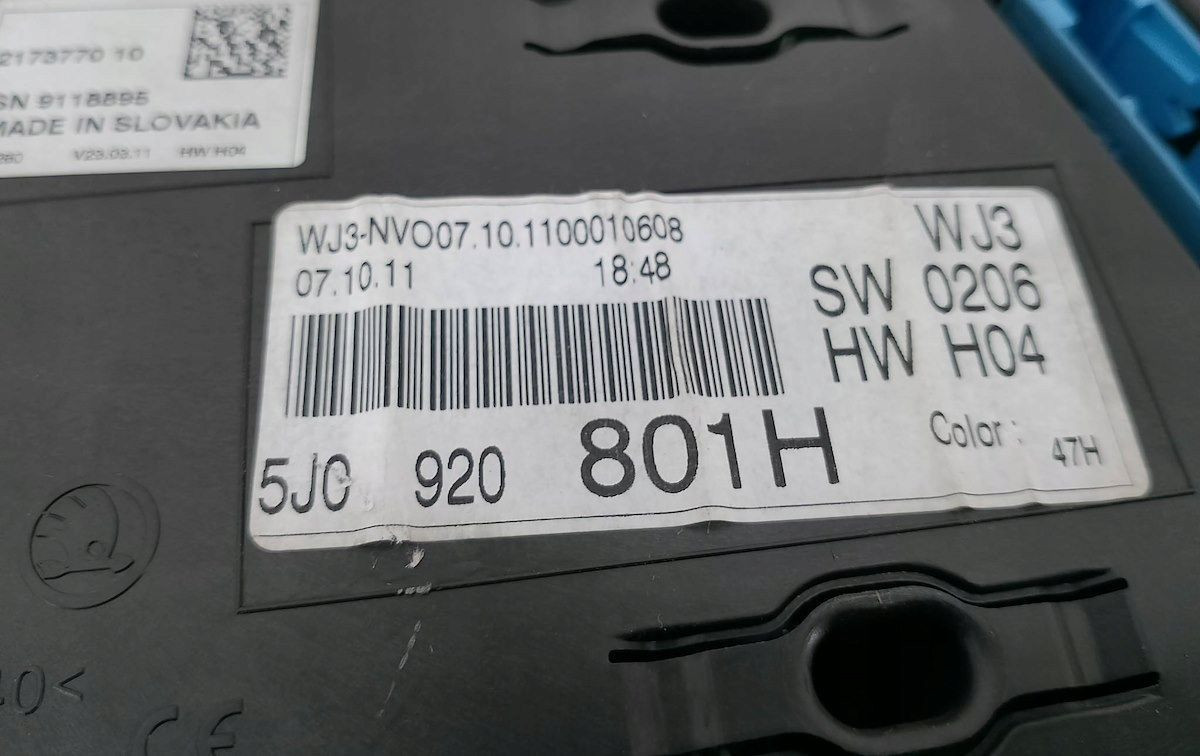 2173770 10
SN 9118895
MADE IN SLOVAKIA
V23.03.11 HW H04
WJ3-NVO07.10.1100010608
07.10.11 18:48
WJ3
SW 0206
HW H04
5J0 920 801H
Color : 47H
0<
CE